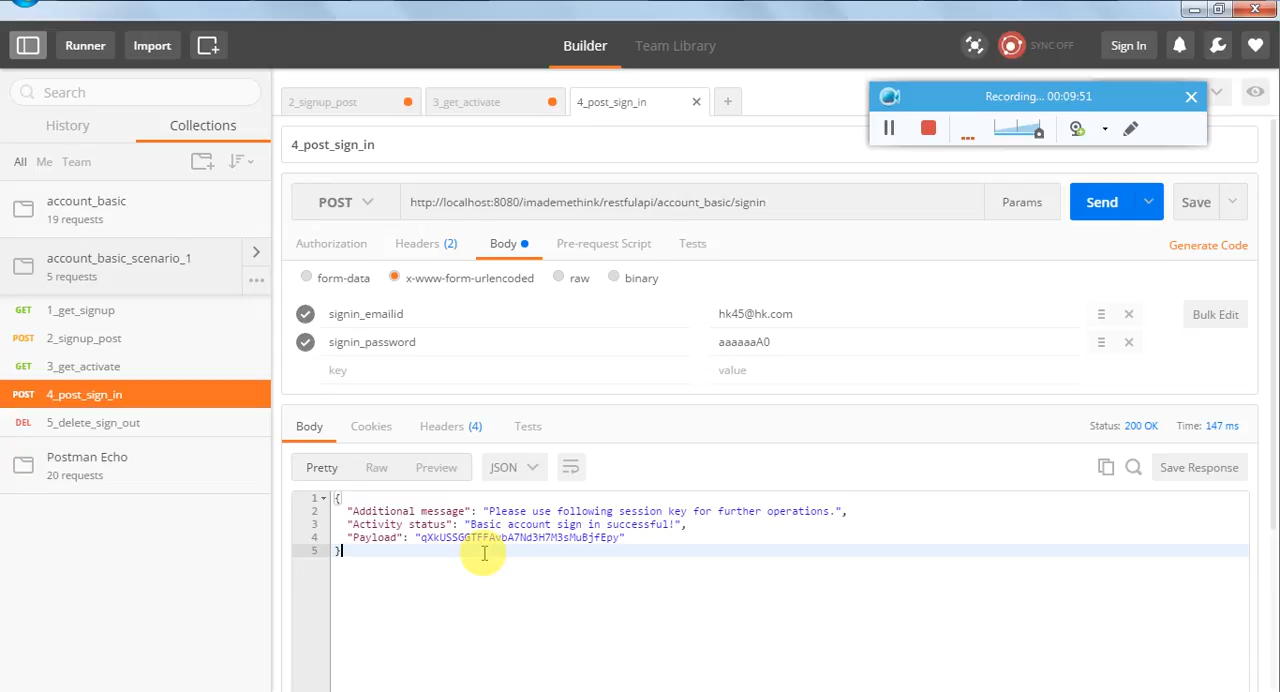 Runner
Import
Builder
Team Library
SYNC OFF
Sign In
Search
History
Collections
All Me Team
account_basic
19 requests
account_basic_scenario_1
5 requests
GET 1_get_signup
POST 2_signup_post
GET 3_get_activate
POST 4_post_sign_in
DEL 5_delete_sign_out
Postman Echo
20 requests
2_signup_post
3_get_activate
4_post_sign_in
Recording... 00:09:51
4_post_sign_in
POST
http://localhost:8080/imademethink/restfulapi/account_basic/signin
Params
Send
Save
Authorization
Headers (2)
Body
Pre-request Script
Tests
Generate Code
form-data
x-www-form-urlencoded
raw
binary
signin_emailid hk45@hk.com
Bulk Edit
signin_password aaaaaaA0
key value
Body
Cookies
Headers (4)
Tests
Status: 200 OK
Time: 147 ms
Pretty
Raw
Preview
JSON
Save Response
1 {
2 "Additional message": "Please use following session key for further operations.",
3 "Activity status": "Basic account sign in successful!",
4 "Payload": "qXkUSSGGTFFAvbA7Nd3H7M3sMuBjfEpy"
5 }